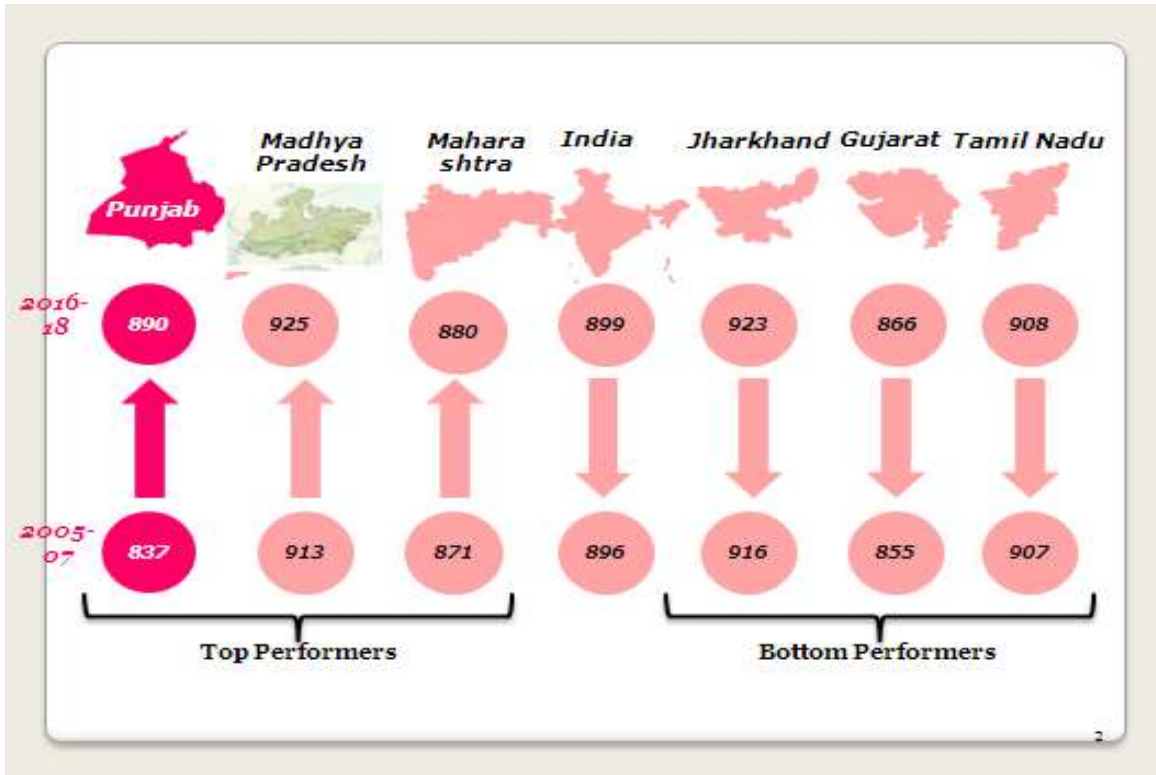 Punjab
Madhya
Pradesh
Mahara
shtra
India
Jharkhand
Gujarat
Tamil Nadu
2016-
18
890
925
880
899
923
866
908
2005-
07
837
913
871
896
916
855
907
Top Performers
Bottom Performers
2